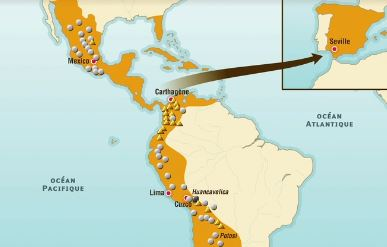 Mexico
Séville
Carthagène
OCÉAN
ATLANTIQUE
OCÉAN
PACIFIQUE
Lima
Huancavelica
Cuzco
Potosi